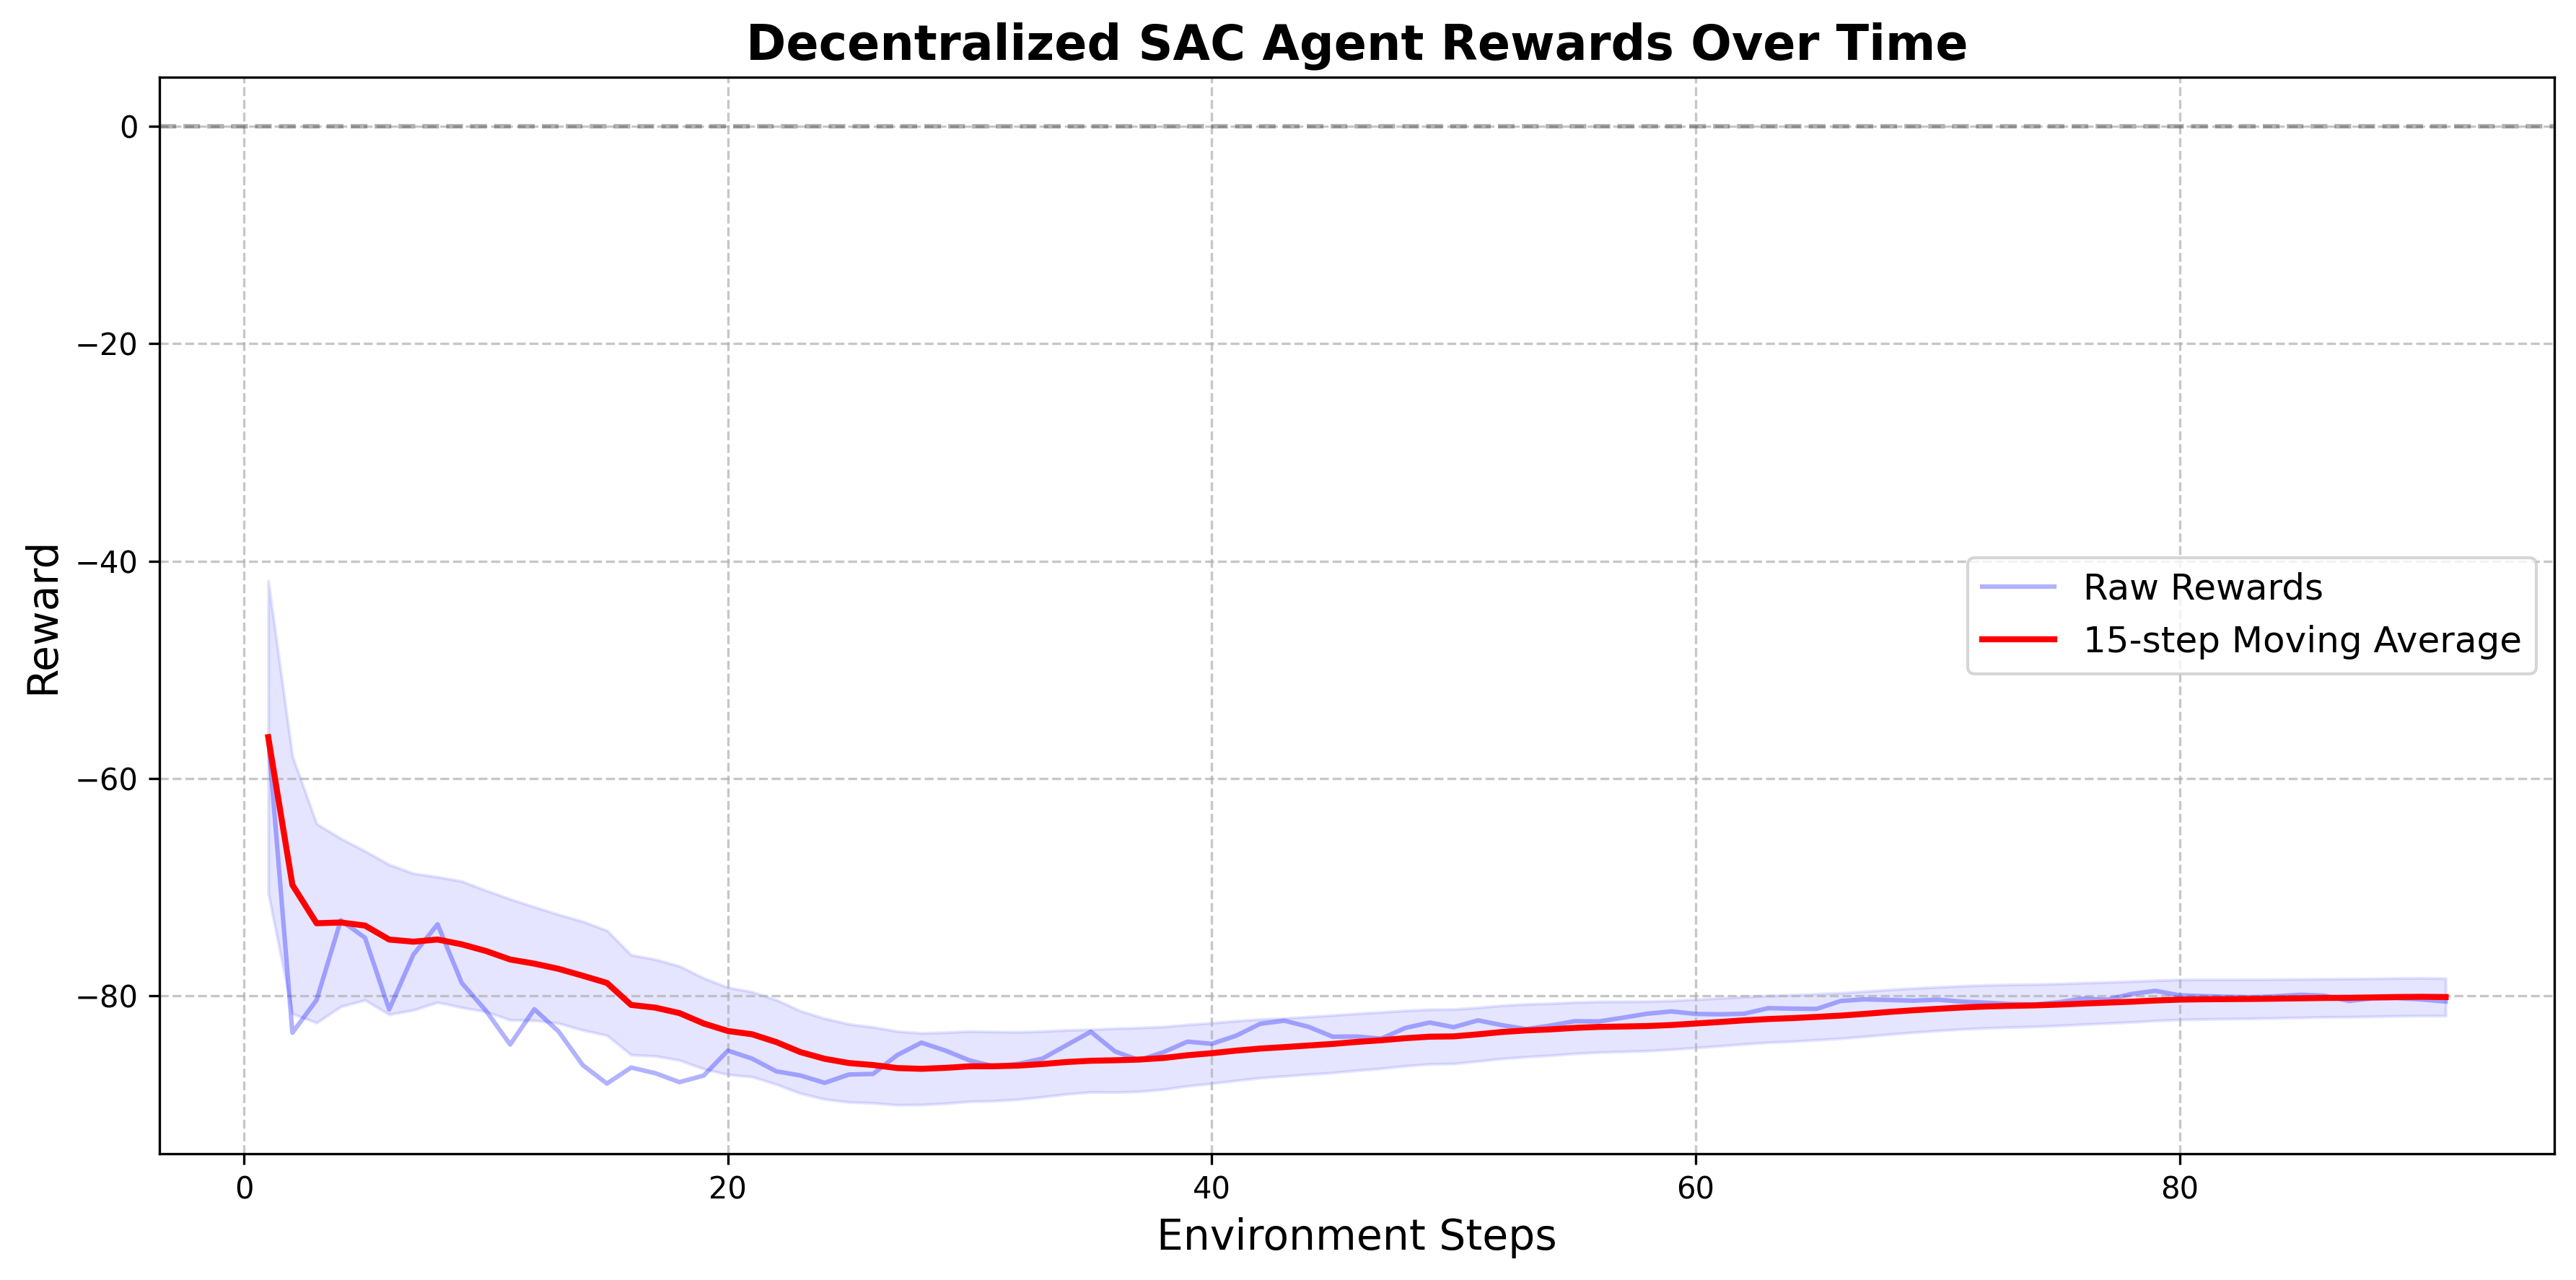 Decentralized SAC Agent Rewards Over Time
0
−20
−40
−60
−80
Reward
Raw Rewards
15-step Moving Average
0 20 40 60 80
Environment Steps